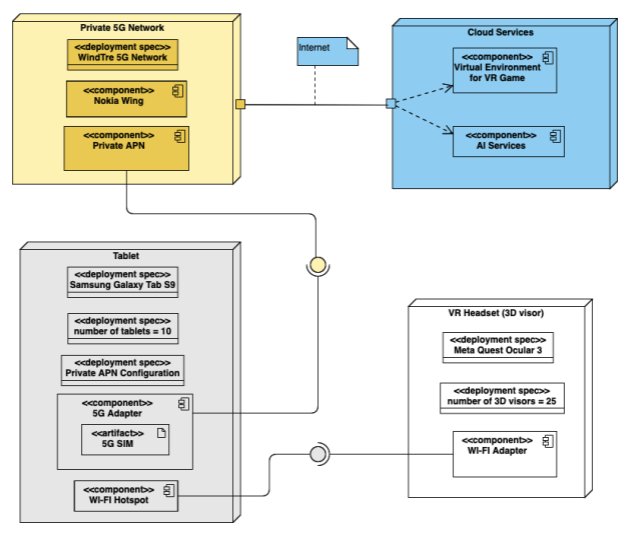 Private 5G Network
<<deployment spec>>
WindTre 5G Network
<<component>>
Nokia Wing
<<component>>
Private APN
Internet
Cloud Services
<<component>>
Virtual Environment
for VR Game
<<component>>
AI Services
Tablet
<<deployment spec>>
Samsung Galaxy Tab S9
<<deployment spec>>
number of tablets = 10
<<deployment spec>>
Private APN Configuration
<<component>>
5G Adapter
<<artifact>>
5G SIM
<<component>>
WI-FI Hotspot
VR Headset (3D visor)
<<deployment spec>>
Meta Quest Ocular 3
<<deployment spec>>
number of 3D visors = 25
<<component>>
WI-FI Adapter